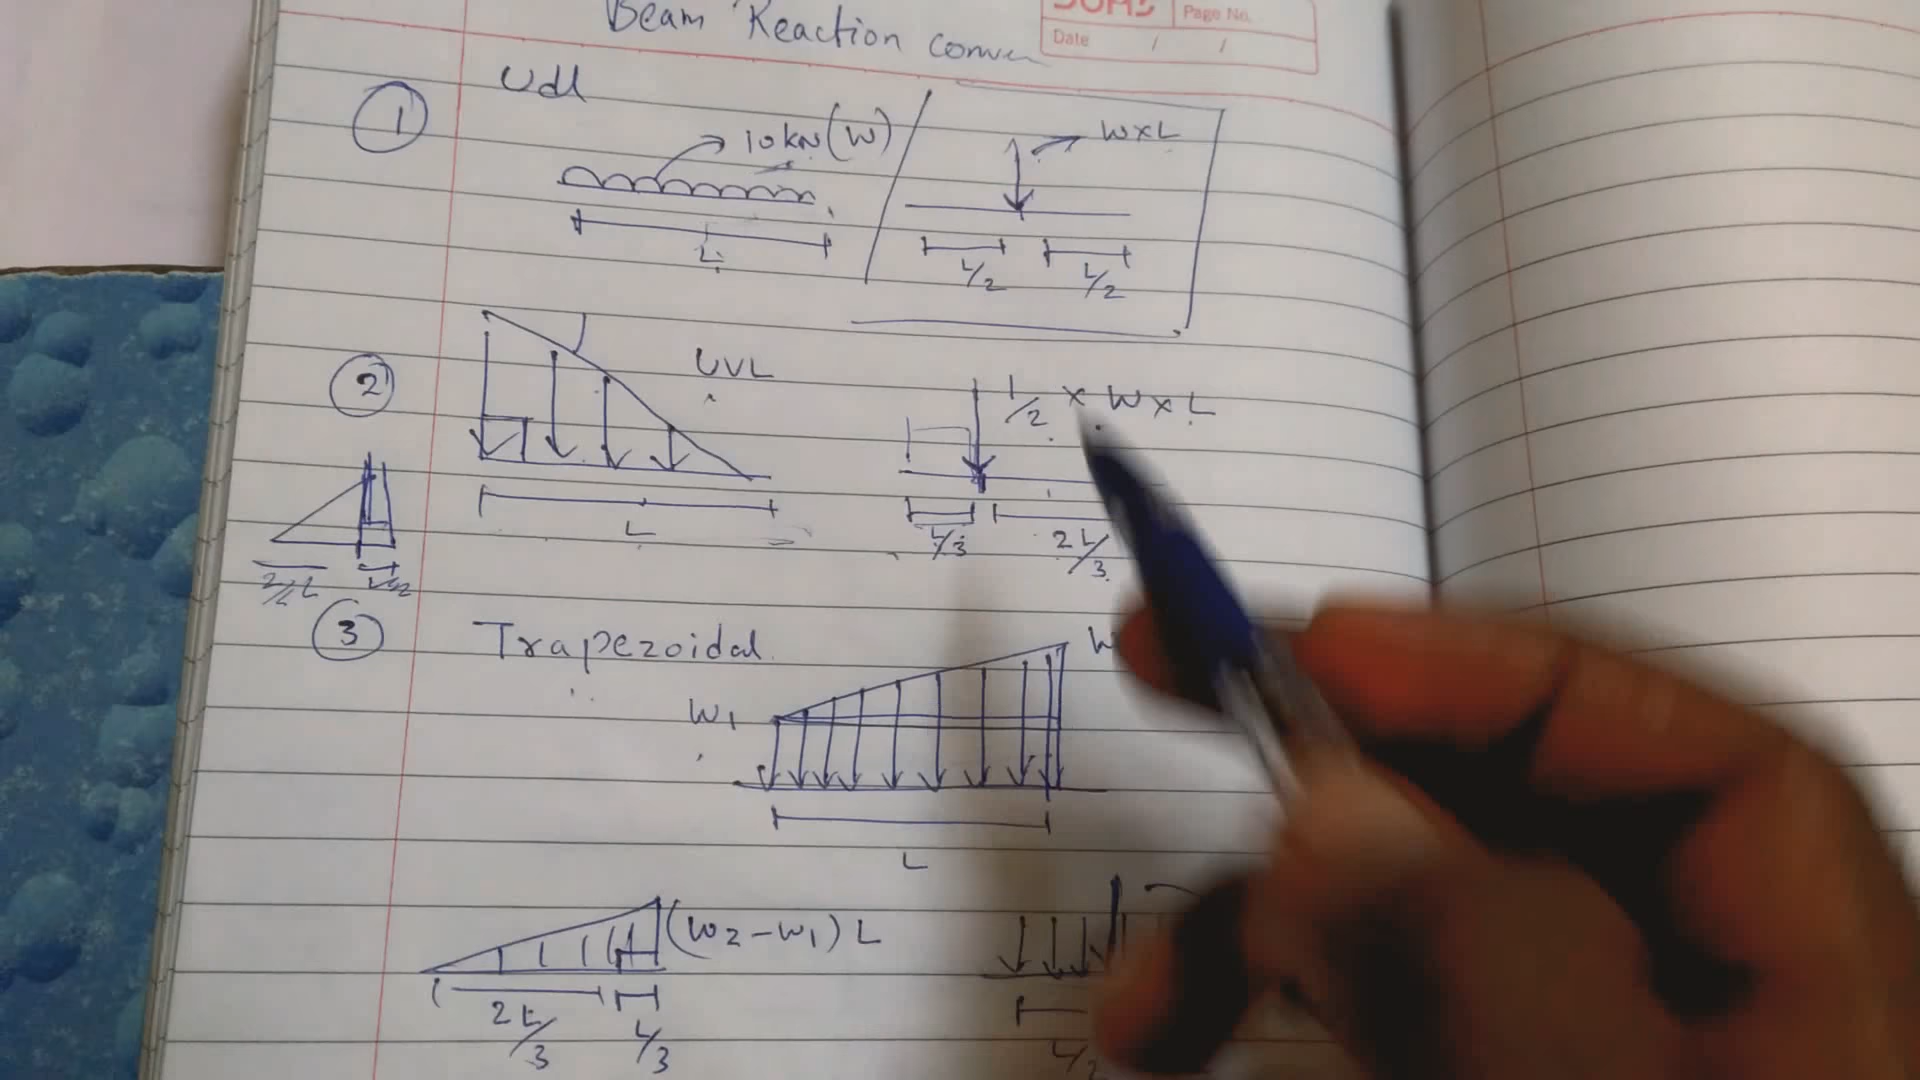 Beam Reaction
Page No.
Date / /
① Udl
10kN(W)
L
W×L
L/2 L/2
② UVL
1/2 × W × L
L
L/3 2L/3
③ Trapezoidal
W1 W
L
(W2-W1) L
2L/3 L/3
L/2